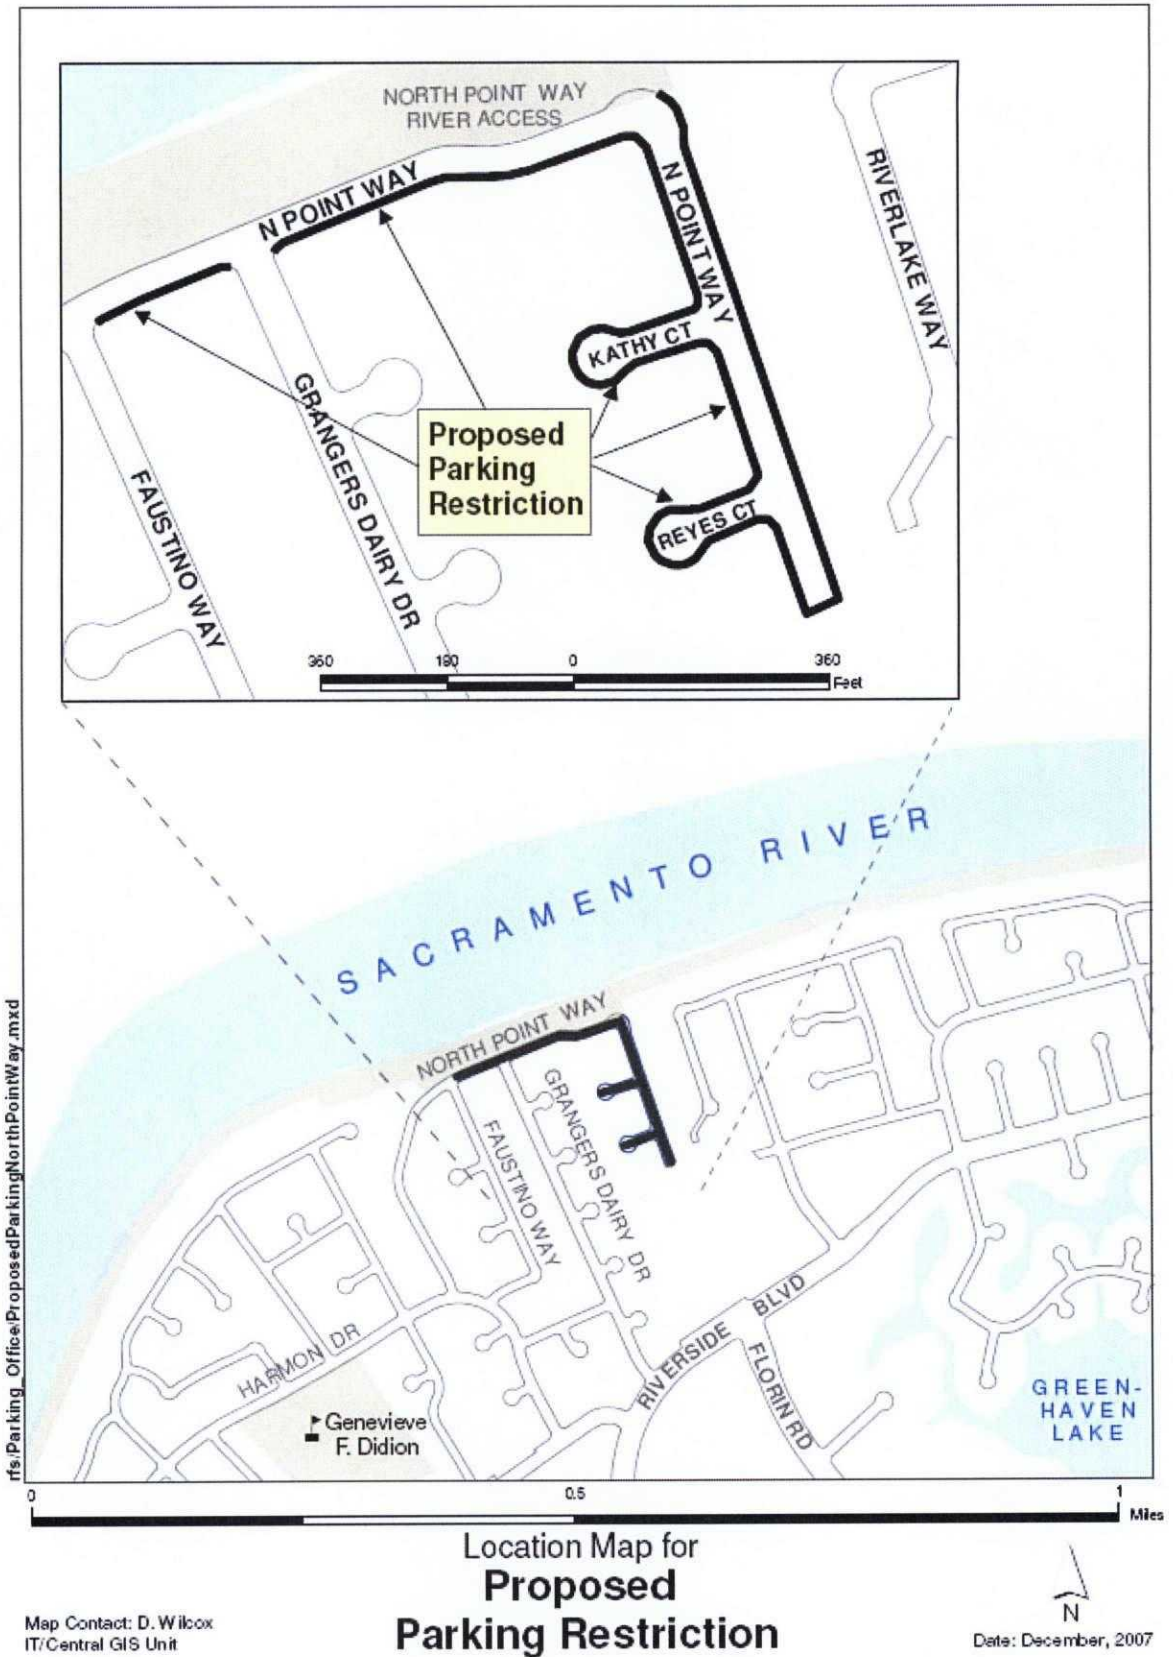 NORTH POINT WAY
RIVER ACCESS
N POINT WAY
N POINT WAY
RIVERLAKE WAY
KATHY CT
GRANGERS DAIRY DR
Proposed
Parking
Restriction
FAUSTINO WAY
REYES CT
360 180 0 360
Feet
SACRAMENTO RIVER
NORTH POINT WAY
GRANGERS DAIRY DR
FAUSTINO WAY
HARMON DR
RIVERSIDE BLVD
FLORIN RD
Genevieve
F. Didion
GREEN-
HAVEN
LAKE
rfs:/Parking_Office/ProposedParkingNorthPointWay.mxd
0 0.5 1
Miles
Location Map for
Proposed
Parking Restriction
Map Contact: D. Wilcox
IT/Central GIS Unit
N
Date: December, 2007